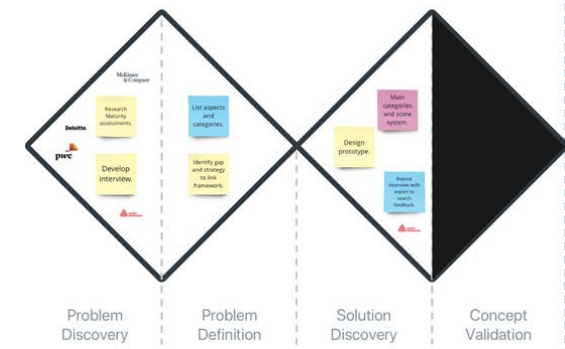 McKinsey
& Company
Research
Maturity
assessments.
Deloitte.
pwc
Develop
interview.
List aspects
and
categories.
Identify gap
and strategy
to link
framework.
Main
categories
and score
system.
Design
prototype.
Repeat
interview with
expert to
search
feedback.
Problem
Discovery
Problem
Definition
Solution
Discovery
Concept
Validation